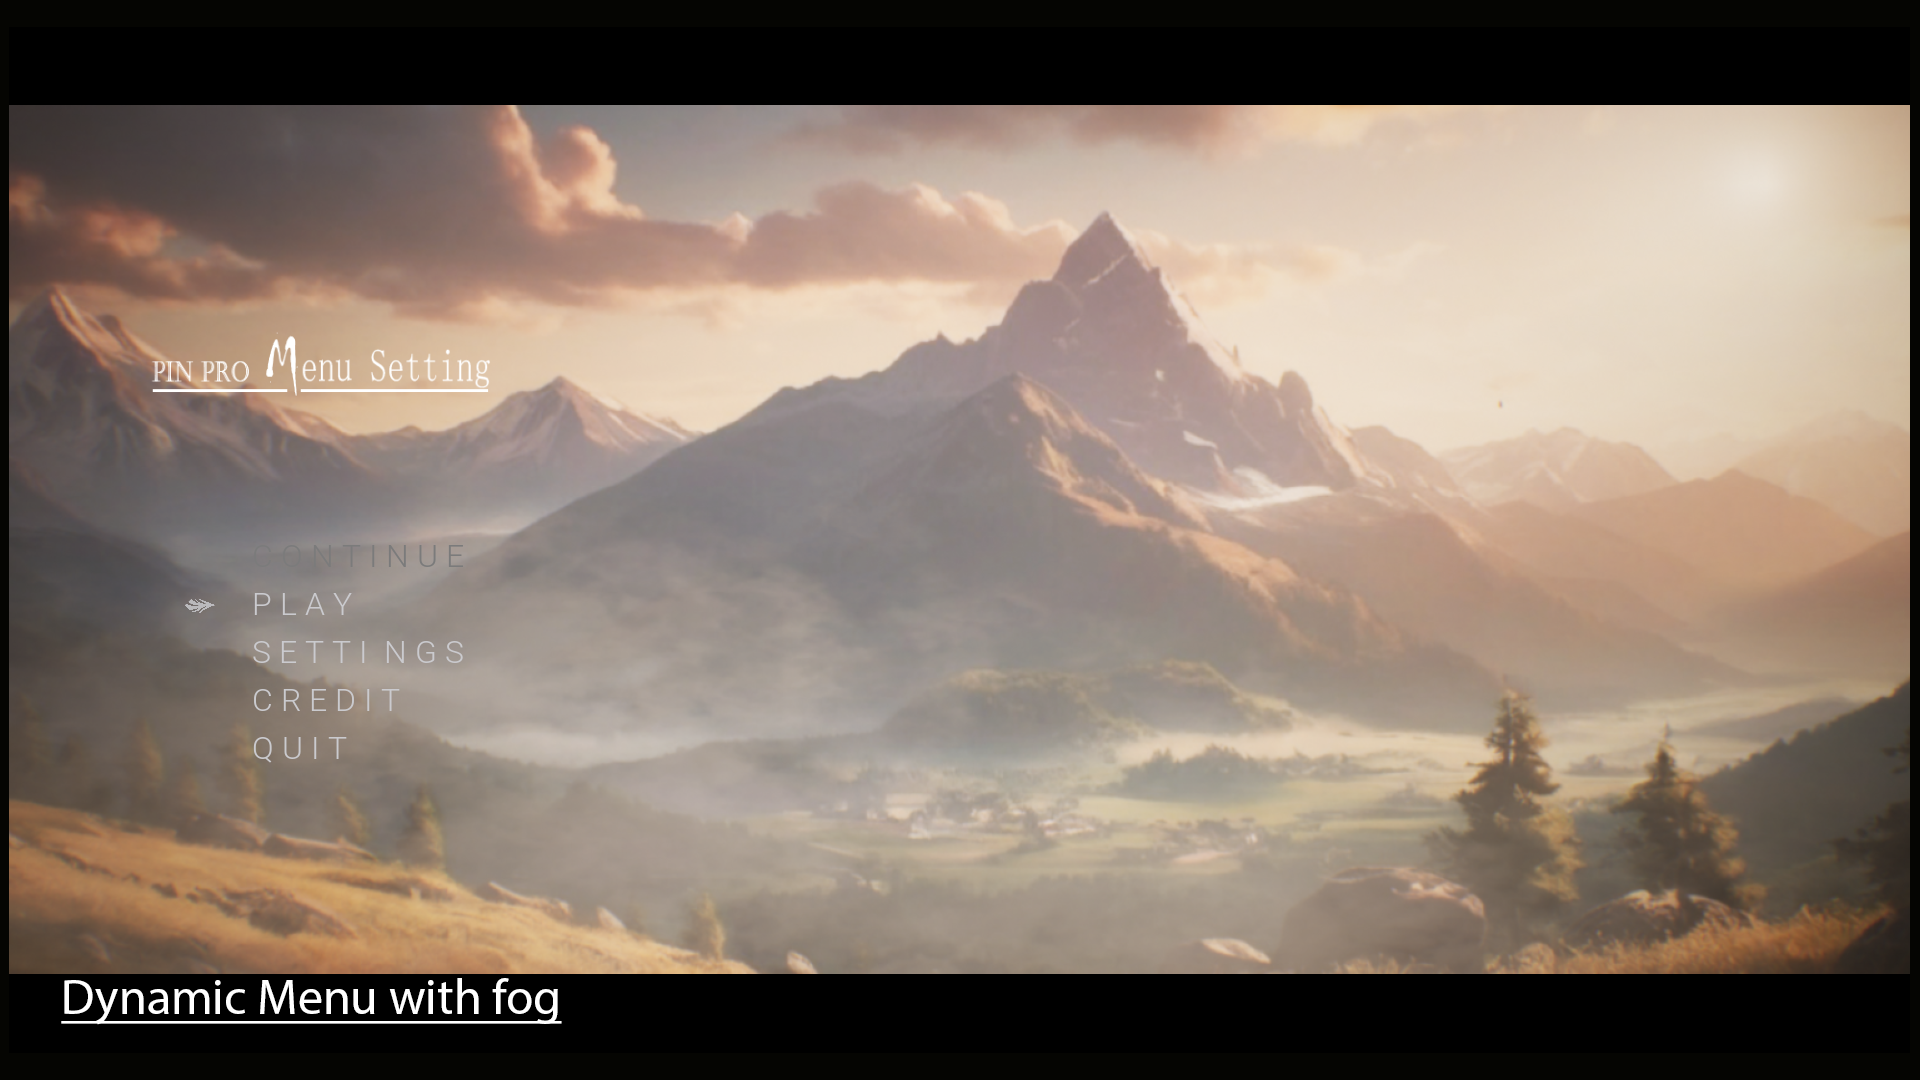 PIN PRO Menu Setting
CONTINUE
PLAY
SETTINGS
CREDIT
QUIT
Dynamic Menu with fog